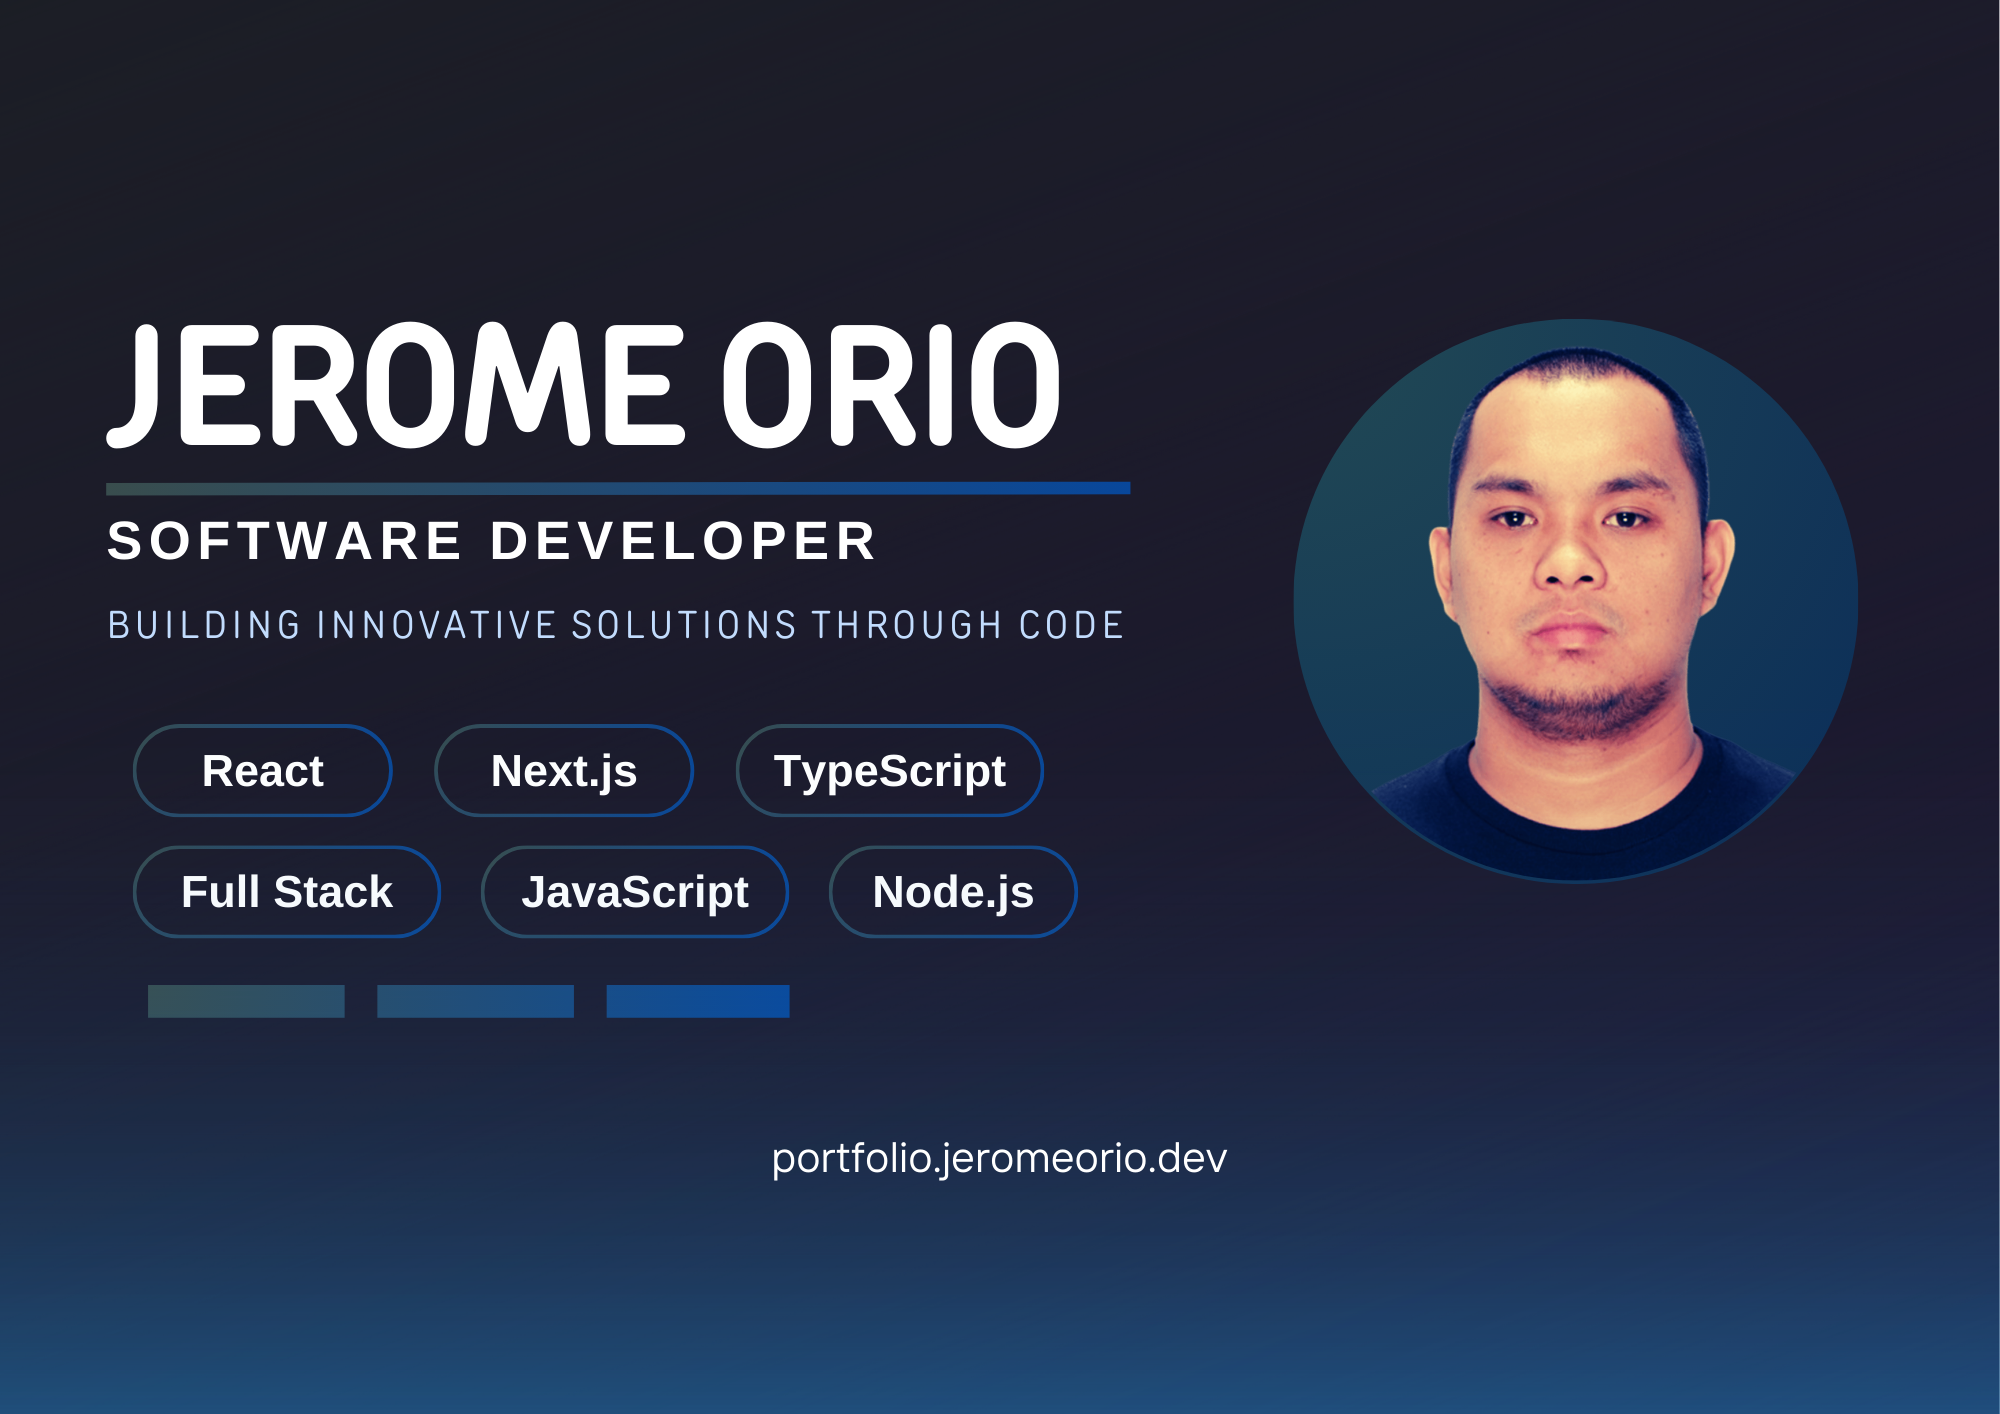 JEROME ORIO
SOFTWARE DEVELOPER
BUILDING INNOVATIVE SOLUTIONS THROUGH CODE
React Next.js TypeScript
Full Stack JavaScript Node.js
portfolio.jeromeorio.dev